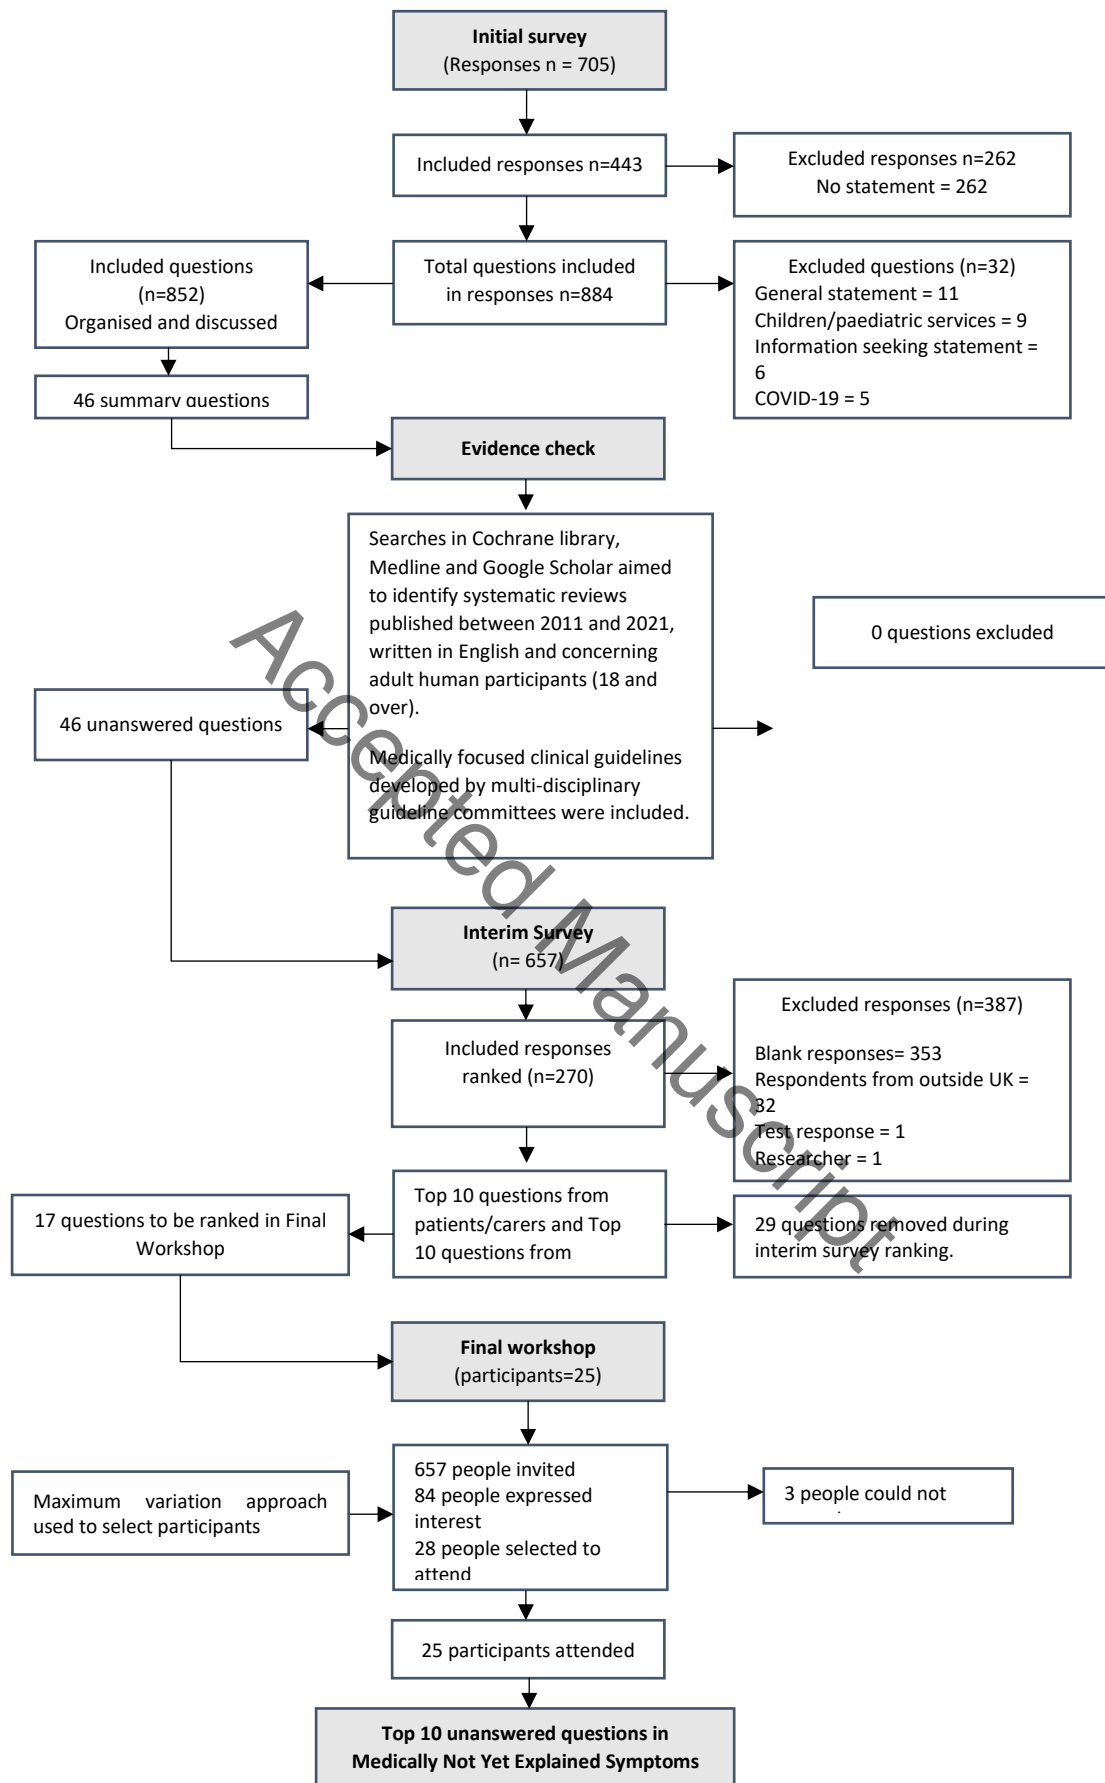 Initial survey
(Responses n = 705)
Included responses n=443
Excluded responses n=262
No statement = 262
Included questions
(n=852)
Organised and discussed
Total questions included
in responses n=884
Excluded questions (n=32)
General statement = 11
Children/paediatric services = 9
Information seeking statement =
6
COVID-19 = 5
46 summary questions
Evidence check
Searches in Cochrane library,
Medline and Google Scholar aimed
to identify systematic reviews
published between 2011 and 2021,
written in English and concerning
adult human participants (18 and
over).
Medically focused clinical guidelines
developed by multi-disciplinary
guideline committees were included.
0 questions excluded
46 unanswered questions
Interim Survey
(n= 657)
Included responses
ranked (n=270)
Excluded responses (n=387)
Blank responses= 353
Respondents from outside UK =
32
Test response = 1
Researcher = 1
17 questions to be ranked in Final
Workshop
Top 10 questions from
patients/carers and Top
10 questions from
29 questions removed during
interim survey ranking.
Final workshop
(participants=25)
Maximum variation approach
used to select participants
657 people invited
84 people expressed
interest
28 people selected to
attend
3 people could not
25 participants attended
Top 10 unanswered questions in
Medically Not Yet Explained Symptoms
Accepted Manuscript